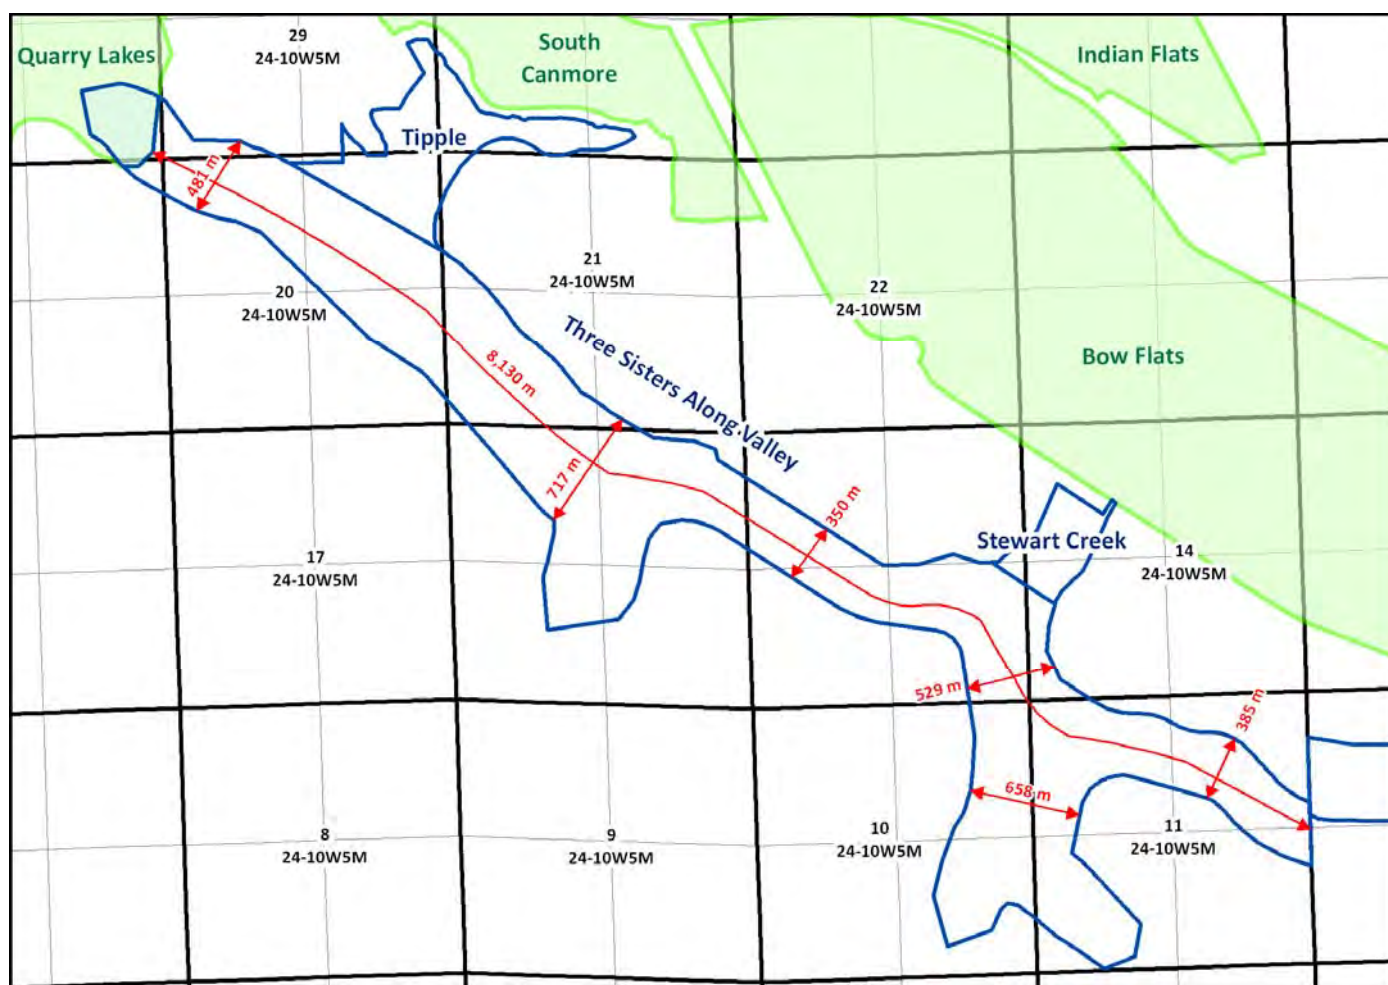 Quarry Lakes
29
24-10W5M
South
Canmore
Indian Flats
Tipple
481 m
21
24-10W5M
20
24-10W5M
22
24-10W5M
Bow Flats
Three Sisters Along Valley
8,130 m
717 m
350 m
Stewart Creek
17
24-10W5M
14
24-10W5M
529 m
385 m
658 m
8
24-10W5M
9
24-10W5M
10
24-10W5M
11
24-10W5M